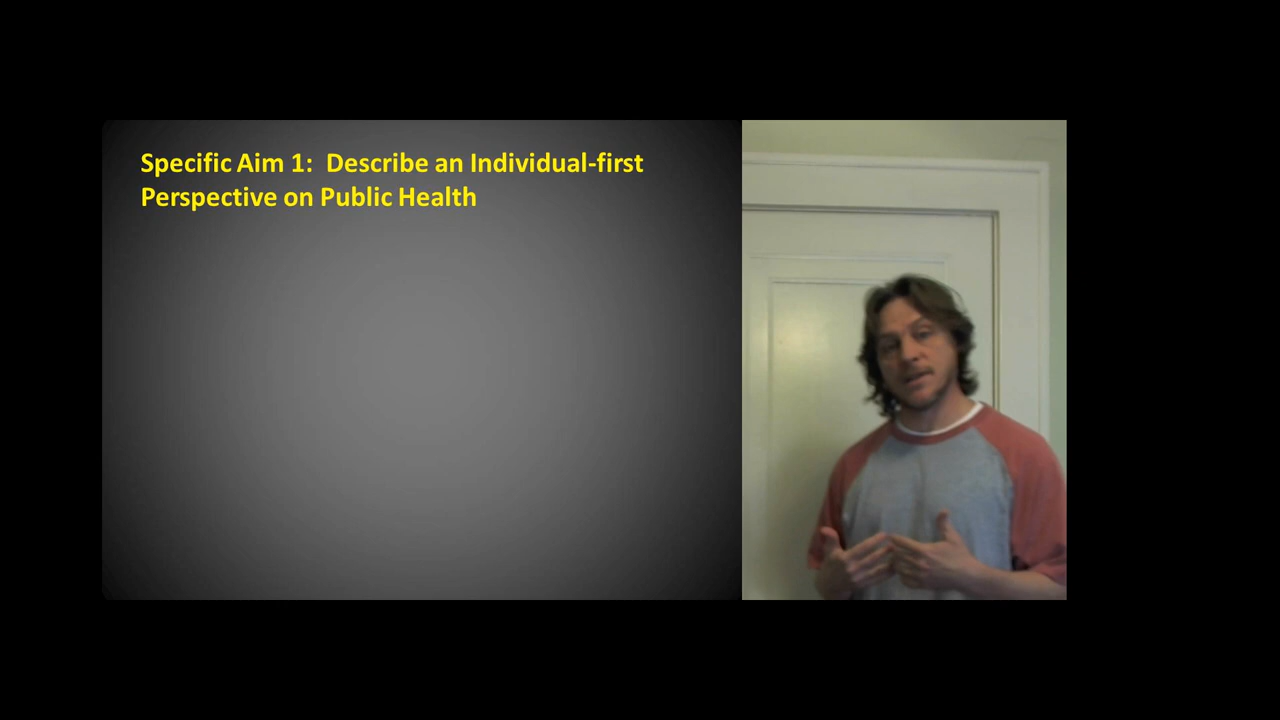 Specific Aim 1:  Describe an Individual-first
Perspective on Public Health